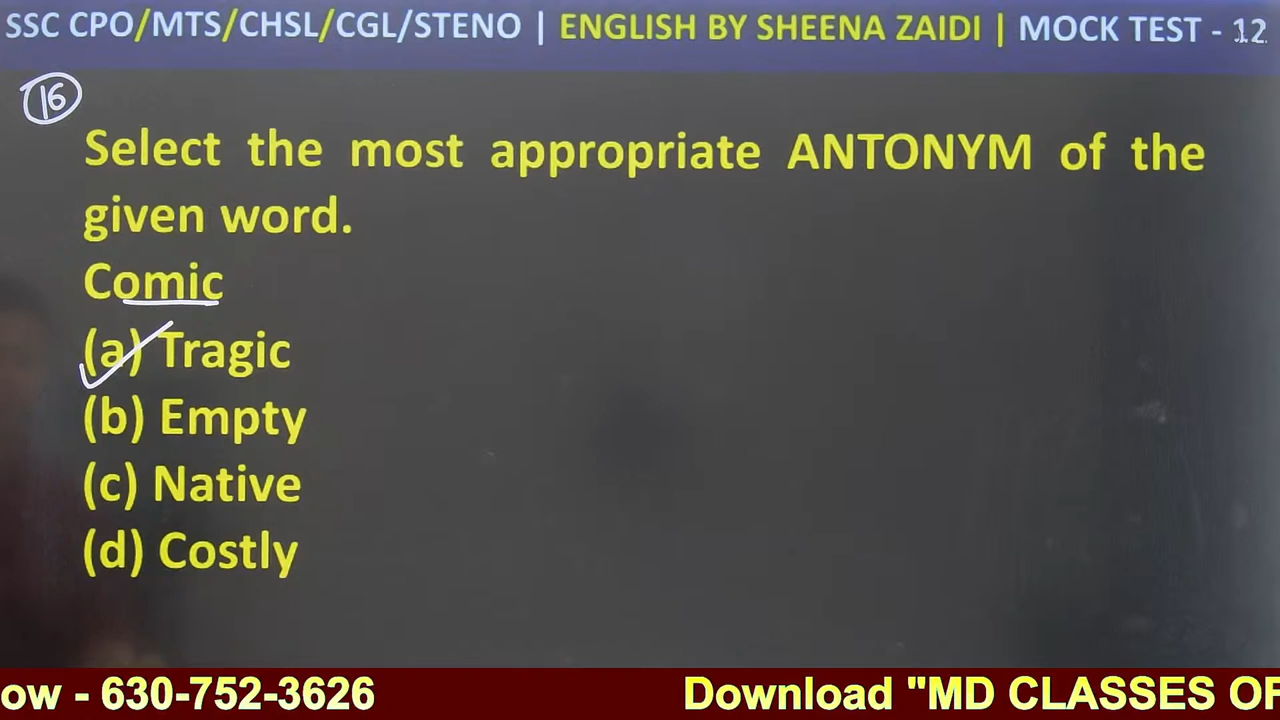 SSC CPO/MTS/CHSL/CGL/STENO | ENGLISH BY SHEENA ZAIDI | MOCK TEST - 12
16
Select the most appropriate ANTONYM of the
given word.
Comic
(a) Tragic
(b) Empty
(c) Native
(d) Costly
ow - 630-752-3626 Download "MD CLASSES OF